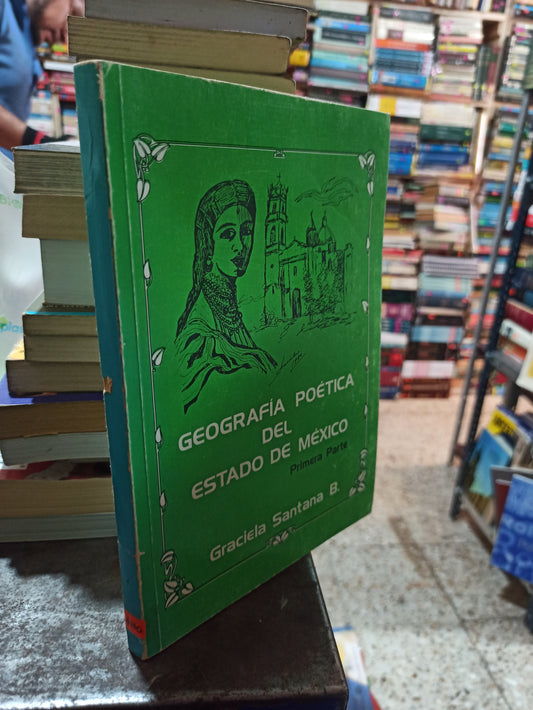 GEOGRAFÍA POÉTICA
DEL
ESTADO DE MÉXICO
Primera Parte
Graciela Santana B.